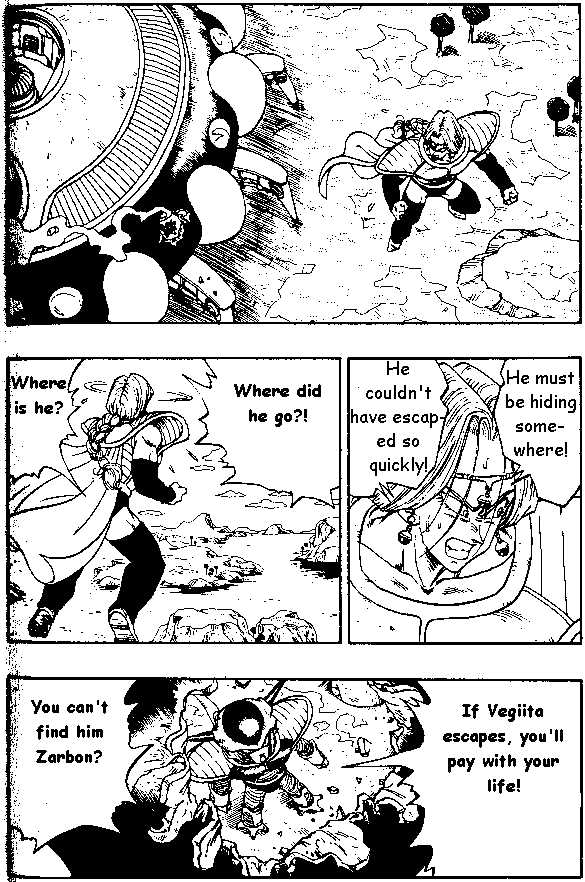 Where
is he?
Where did
he go?!
He
couldn't
have escap-
ed so
quickly!
He must
be hiding
some-
where!
You can't
find him
Zarbon?
If Vegiita
escapes, you'll
pay with your
life!